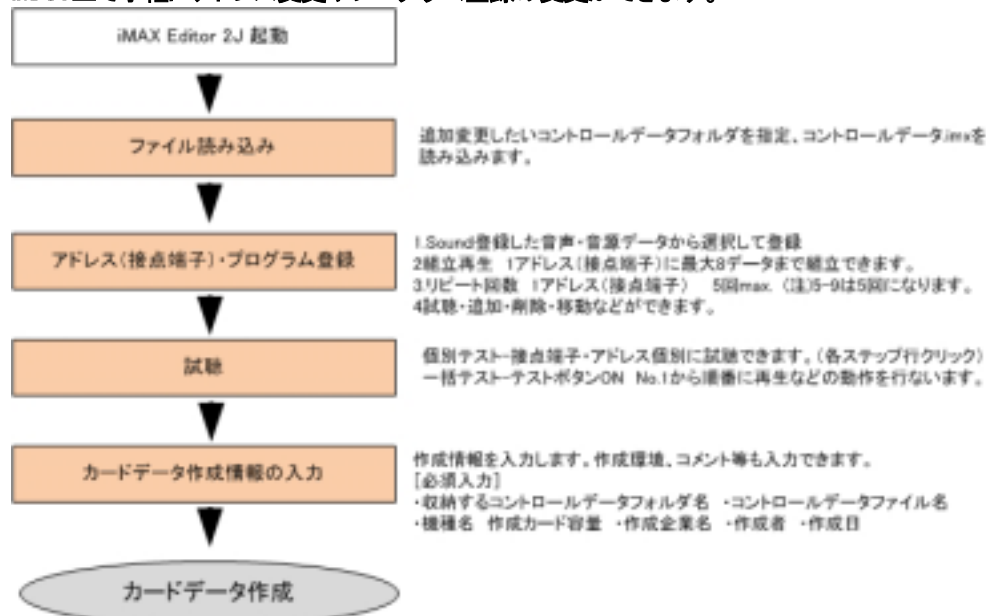 iMAX Editor 2J 起動
ファイル読み込み
追加変更したいコントロールデータフォルダを指定、コントロールデータ.imxを
読み込みます。
アドレス(接点端子)・プログラム登録
1.Sound登録した音声・音源データから選択して登録
2組立再生 1アドレス(接点端子)に最大8データまで組立できます。
3.リピート回数 1アドレス(接点端子) 5回max. (注)5-9は5回になります。
4試聴・追加・削除・移動などができます。
試聴
個別テスト-接点端子・アドレス個別に試聴できます。(各ステップ行クリック)
一括テスト-テストボタンON No.1から順番に再生などの動作を行ないます。
カードデータ作成情報の入力
作成情報を入力します。作成環境、コメント等も入力できます。
[必須入力]
・収納するコントロールデータフォルダ名 ・コントロールデータファイル名
・機種名 作成カード容量 ・作成企業名 ・作成者 ・作成日
カードデータ作成